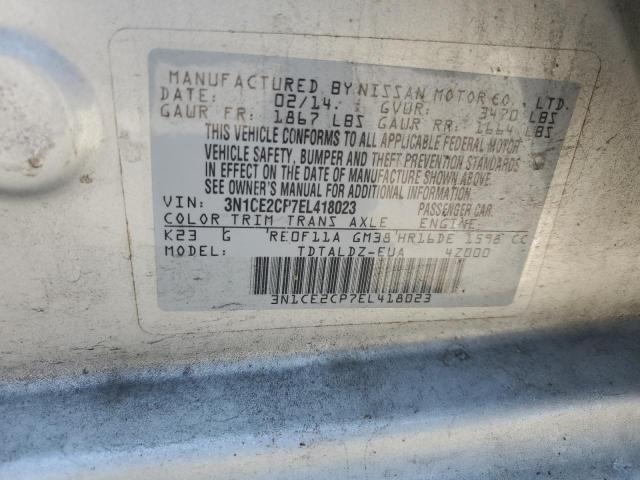 MANUFACTURED BY NISSAN MOTOR CO., LTD.
DATE: 02/14. GVWR: 3470 LBS
GAWR FR: 1867 LBS GAWR RR: 1664 LBS
THIS VEHICLE CONFORMS TO ALL APPLICABLE FEDERAL MOTOR
VEHICLE SAFETY, BUMPER AND THEFT PREVENTION STANDARDS
IN EFFECT ON THE DATE OF MANUFACTURE SHOWN ABOVE.
SEE OWNER'S MANUAL FOR ADDITIONAL INFORMATION.
VIN: 3N1CE2CP7EL418023 PASSENGER CAR.
COLOR TRIM TRANS AXLE ENGINE.
K23 G RE0F11A GM38 HR16DE 1598 CC
MODEL: TDTALDZ-EUA 4Z000
3N1CE2CP7EL418023